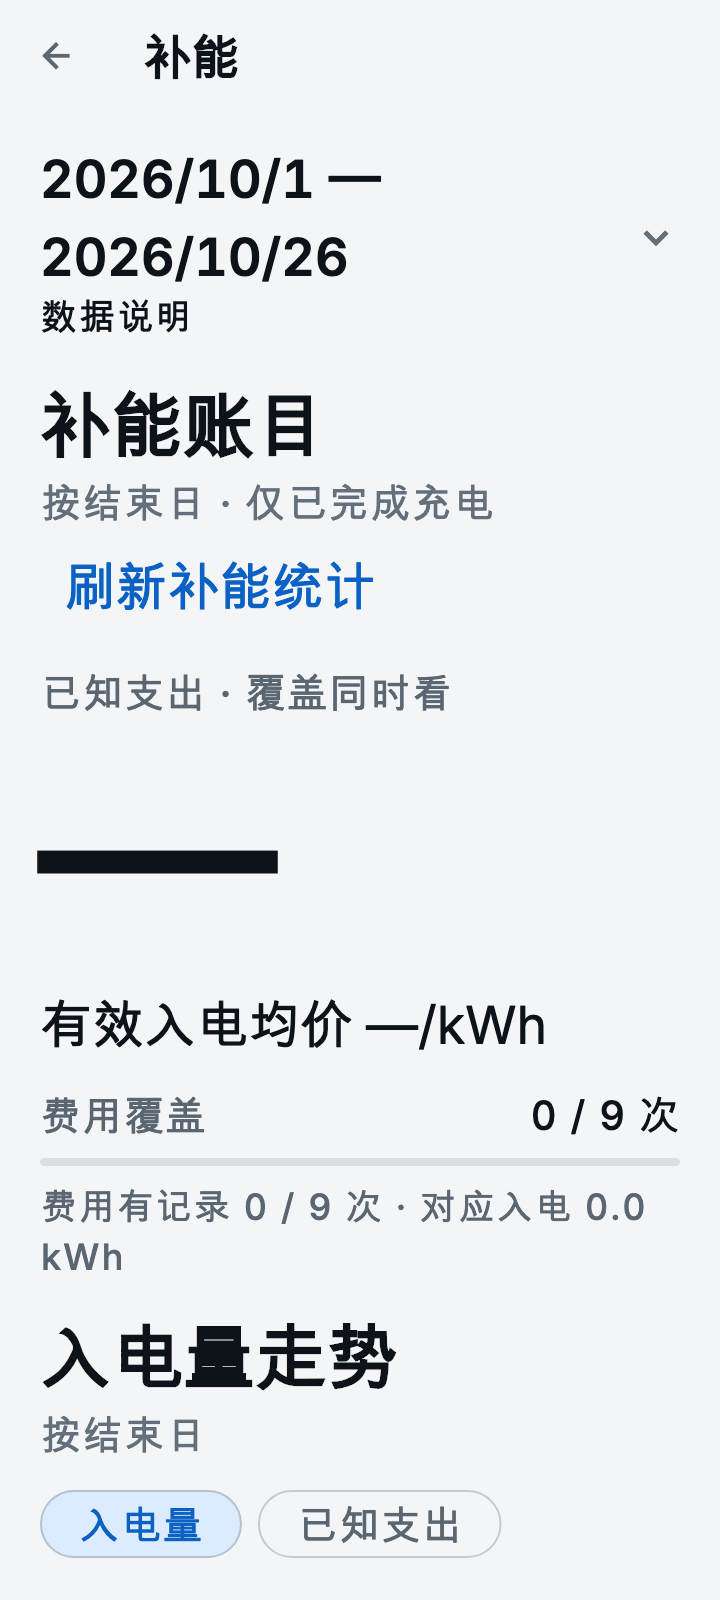 补能
2026/10/1 —
2026/10/26
数据说明
补能账目
按结束日 · 仅已完成充电
刷新补能统计
已知支出 · 覆盖同时看
—
有效入电均价 —/kWh
费用覆盖 0 / 9 次
费用有记录 0 / 9 次 · 对应入电 0.0
kWh
入电量走势
按结束日
入电量 已知支出